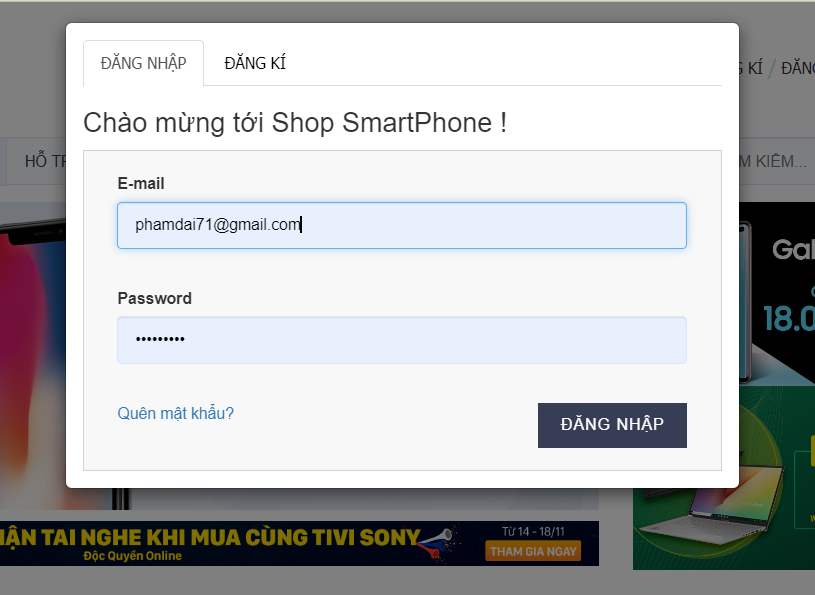 ĐĂNG NHẬP
ĐĂNG KÍ
KÍ / ĐĂN
Chào mừng tới Shop SmartPhone !
HỖ TR
M KIẾM...
E-mail
phamdai71@gmail.com
Password
•••••••••
Quên mật khẩu?
ĐĂNG NHẬP
Gal
18.0
HẬN TAI NGHE KHI MUA CÙNG TIVI SONY
Độc Quyền Online
Từ 14 - 18/11
THAM GIA NGAY